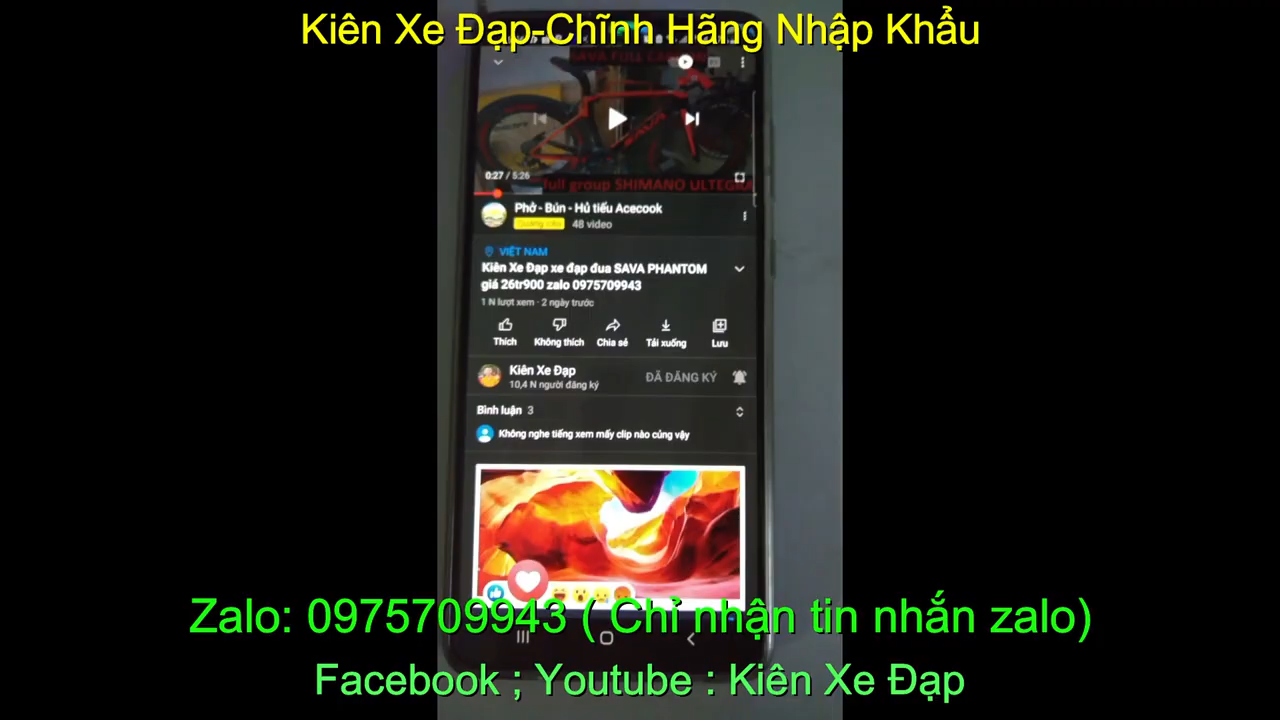 Kiên Xe Đạp-Chĩnh Hãng Nhập Khẩu
SAVA FULL
SAVA
0:27 / 5:26
full group SHIMANO ULTEGRA
Phở - Bún - Hủ tiếu Acecook
48 video
VIỆT NAM
Kiên Xe Đạp xe đạp đua SAVA PHANTOM
giá 26tr900 zalo 0975709943
1 N lượt xem · 2 ngày trước
Thích Không thích Chia sẻ Tải xuống Lưu
Kiên Xe Đạp
ĐÃ ĐĂNG KÝ
10,4 N người đăng ký
Bình luận 3
Không nghe tiếng xem mấy clip nào củng vậy
Zalo: 0975709943 ( Chỉ nhận tin nhắn zalo)
Facebook ; Youtube : Kiên Xe Đạp